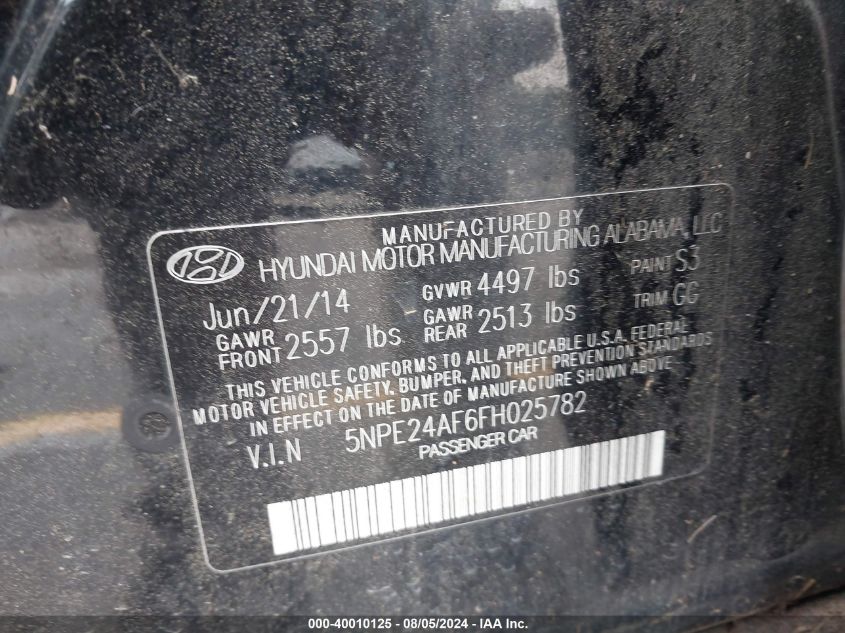 MANUFACTURED BY
HYUNDAI MOTOR MANUFACTURING ALABAMA, LLC
Jun/21/14 GVWR 4497 lbs PAINT S3
GAWR FRONT 2557 lbs GAWR REAR 2513 lbs TRIM GG
THIS VEHICLE CONFORMS TO ALL APPLICABLE U.S.A. FEDERAL
MOTOR VEHICLE SAFETY, BUMPER, AND THEFT PREVENTION STANDARDS
IN EFFECT ON THE DATE OF MANUFACTURE SHOWN ABOVE
V.I.N 5NPE24AF6FH025782
PASSENGER CAR
000-40010125 - 08/05/2024 - IAA Inc.